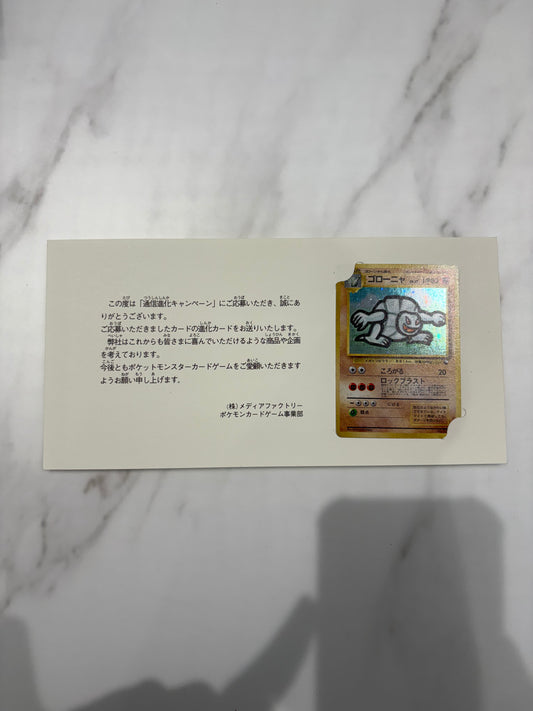 この度は「通信進化キャンペーン」にご応募いただき、誠にあ
りがとうございます。
ご応募いただきましたカードの進化カードをお送りいたします。
弊社はこれからも皆さまに喜んでいただけるような商品や企画
を考えております。
今後ともポケットモンスターカードゲームをご愛顧いただきます
ようお願い申し上げます。
(株)メディアファクトリー
ポケモンカードゲーム事業部
ゴローニャ
ころがる 20
ロックブラスト
弱点
にげる